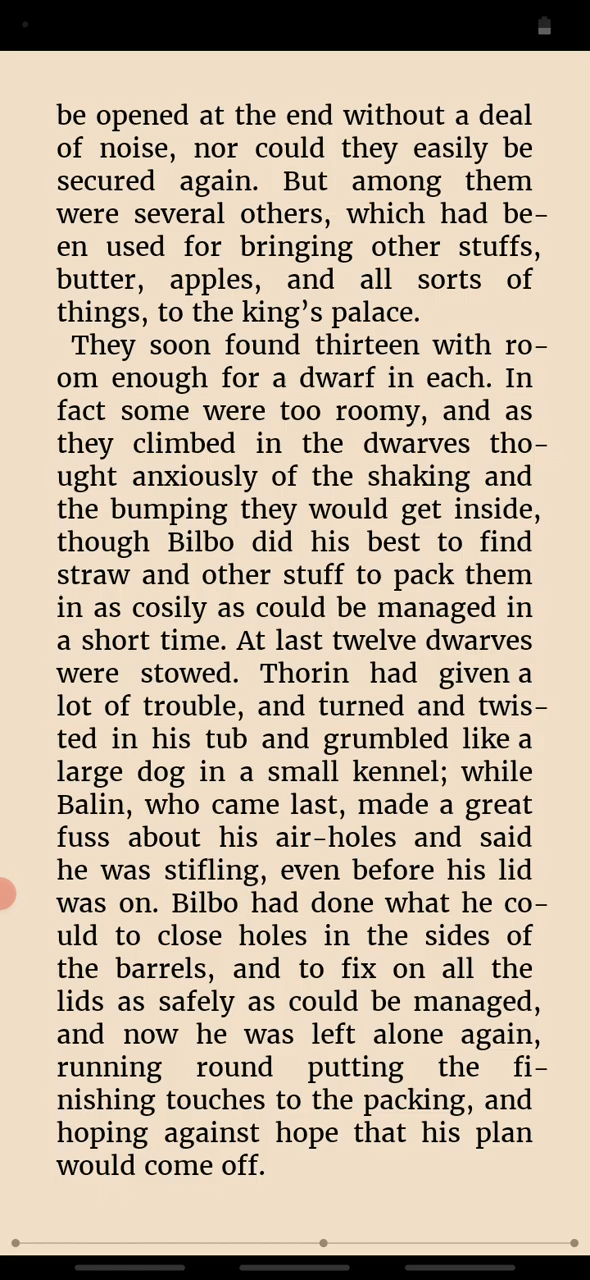 be opened at the end without a deal
of noise, nor could they easily be
secured again. But among them
were several others, which had be-
en used for bringing other stuffs,
butter, apples, and all sorts of
things, to the king's palace.
They soon found thirteen with ro-
om enough for a dwarf in each. In
fact some were too roomy, and as
they climbed in the dwarves tho-
ught anxiously of the shaking and
the bumping they would get inside,
though Bilbo did his best to find
straw and other stuff to pack them
in as cosily as could be managed in
a short time. At last twelve dwarves
were stowed. Thorin had given a
lot of trouble, and turned and twis-
ted in his tub and grumbled like a
large dog in a small kennel; while
Balin, who came last, made a great
fuss about his air-holes and said
he was stifling, even before his lid
was on. Bilbo had done what he co-
uld to close holes in the sides of
the barrels, and to fix on all the
lids as safely as could be managed,
and now he was left alone again,
running round putting the fi-
nishing touches to the packing, and
hoping against hope that his plan
would come off.